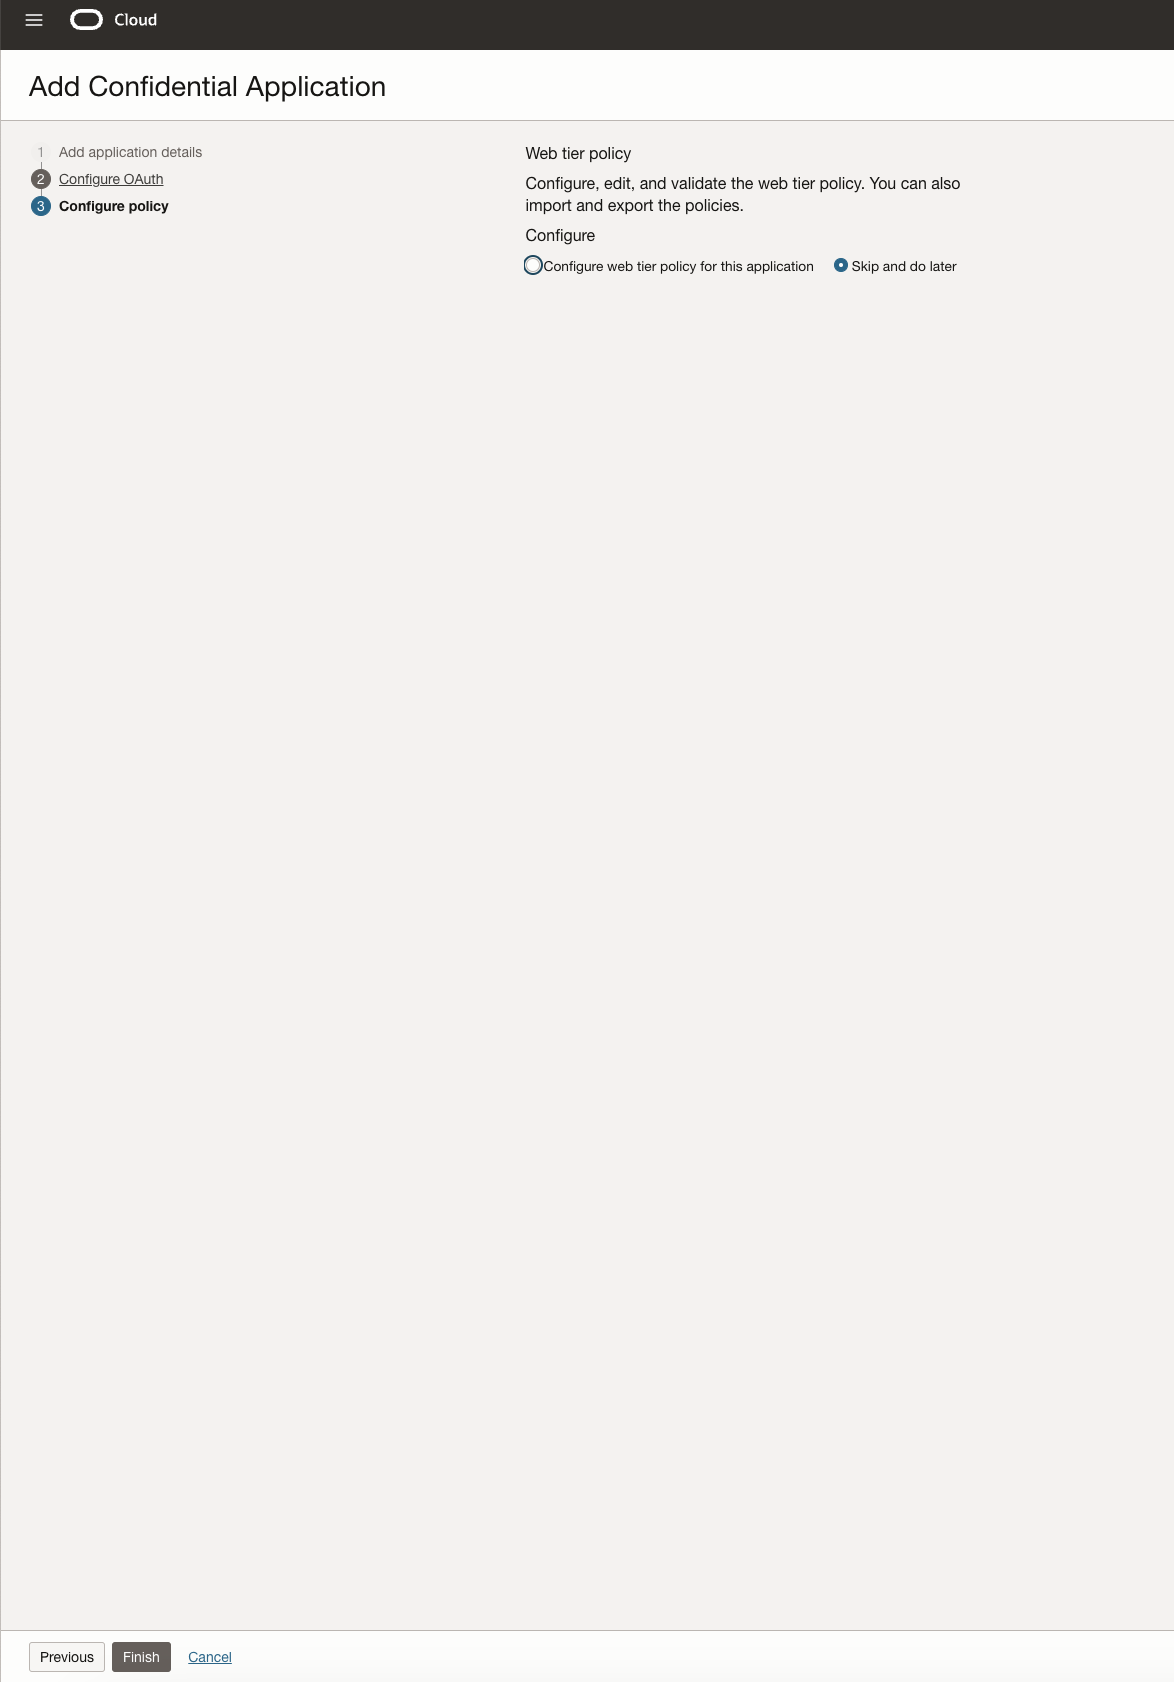 Cloud
Add Confidential Application
1 Add application details
2 Configure OAuth
3 Configure policy
Web tier policy
Configure, edit, and validate the web tier policy. You can also
import and export the policies.
Configure
Configure web tier policy for this application Skip and do later
Previous Finish Cancel